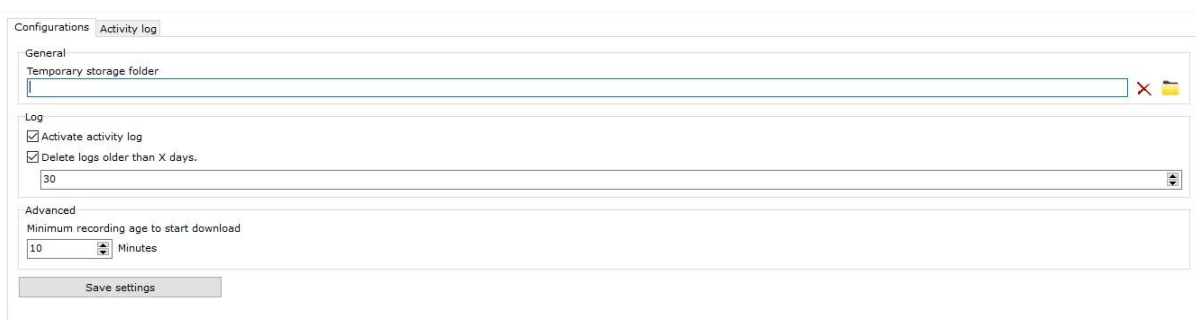 Configurations Activity log
General
Temporary storage folder
Log
Activate activity log
Delete logs older than X days.
30
Advanced
Minimum recording age to start download
10 Minutes
Save settings